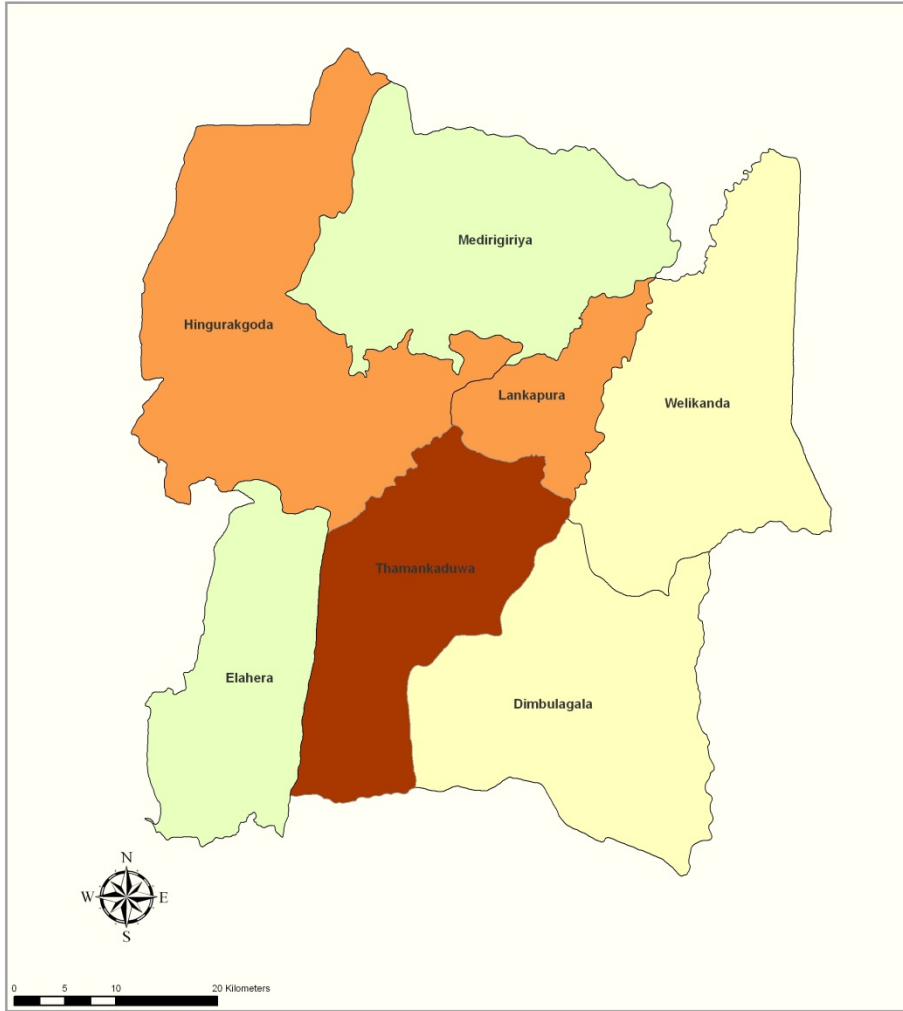 Medirigiriya
Hingurakgoda
Lankapura
Welikanda
Thamankaduwa
Elahera
Dimbulagala
N
W E
S
0 5 10 20 Kilometers